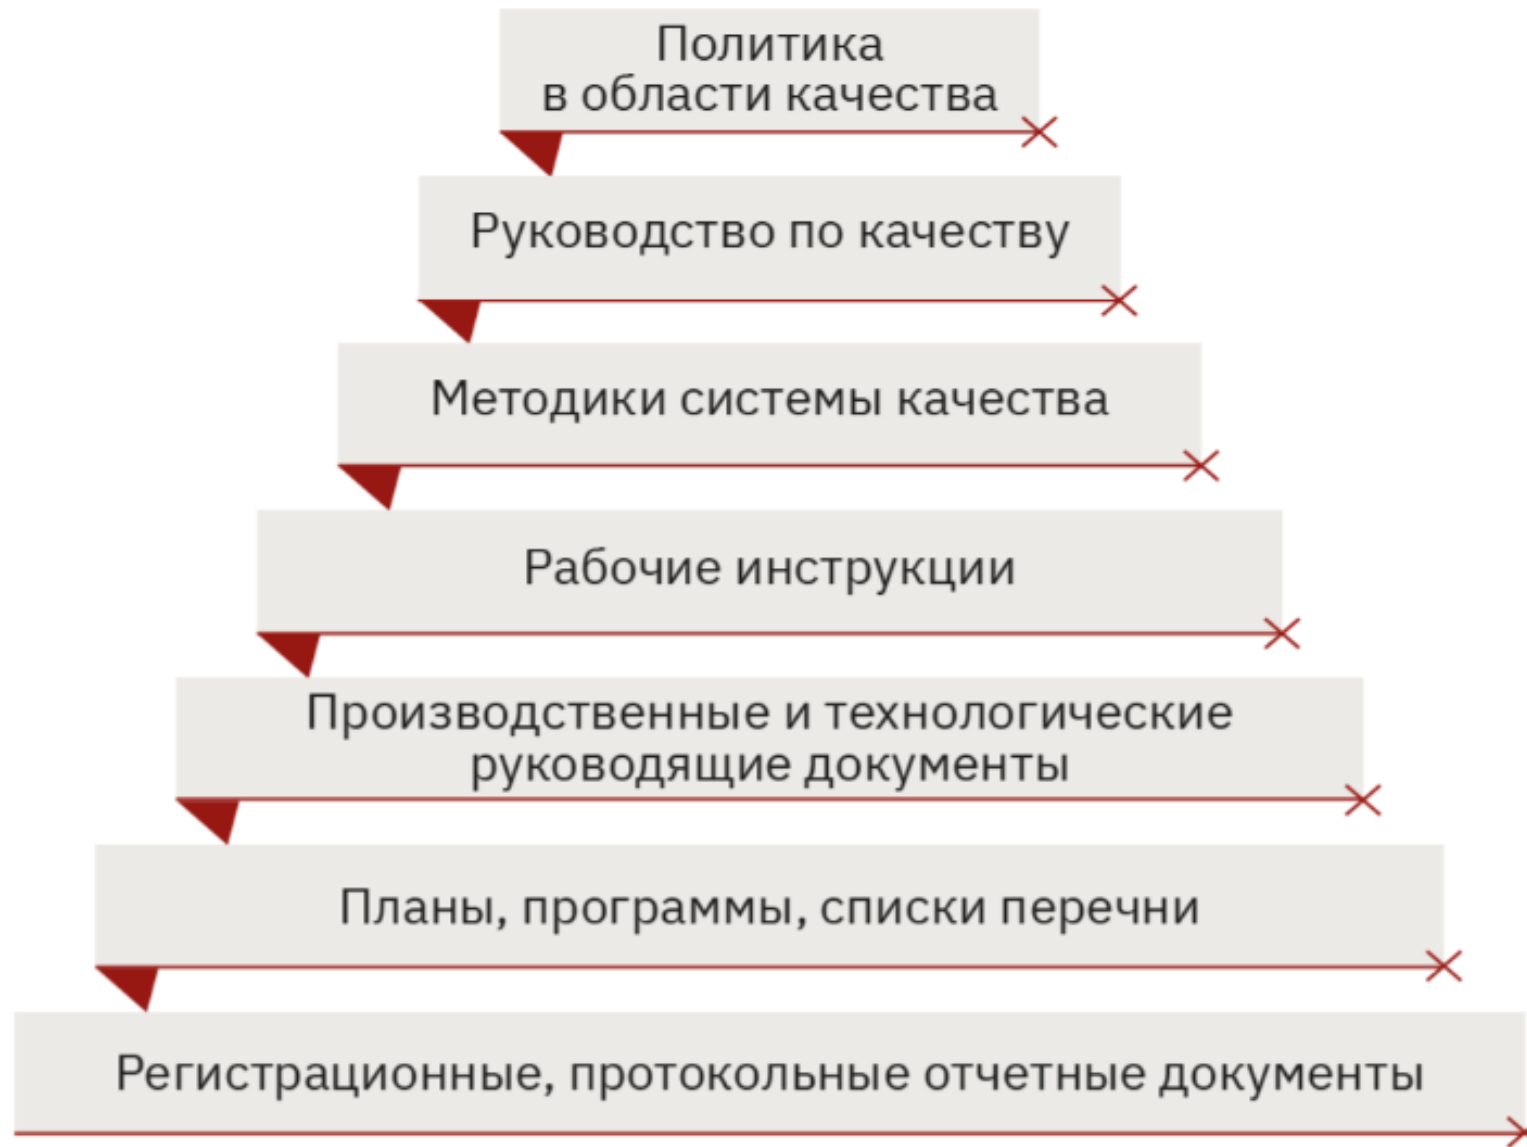 Политика
в области качества
Руководство по качеству
Методики системы качества
Рабочие инструкции
Производственные и технологические
руководящие документы
Планы, программы, списки перечни
Регистрационные, протокольные отчетные документы